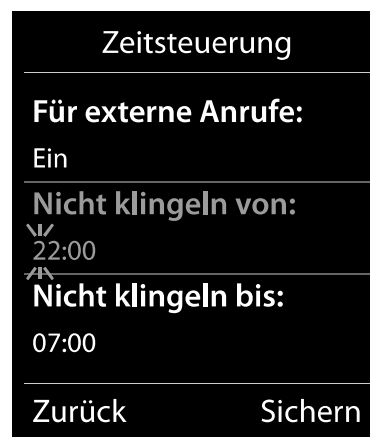 Zeitsteuerung
Für externe Anrufe:
Ein
Nicht klingeln von:
22:00
Nicht klingeln bis:
07:00
Zurück Sichern